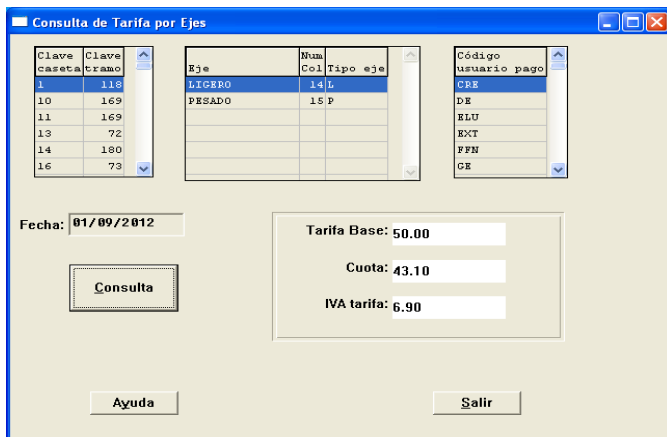 Consulta de Tarifa por Ejes
Clave Clave
caseta tramo
1 118
10 169
11 169
13 72
14 180
16 73
Num
Eje Col Tipo eje
LIGERO 14 L
PESADO 15 P
Código
usuario pago
CRE
DE
ELU
EXT
FFN
GE
Fecha: 01/09/2012
Consulta
Tarifa Base: 50.00
Cuota: 43.10
IVA tarifa: 6.90
Ayuda
Salir